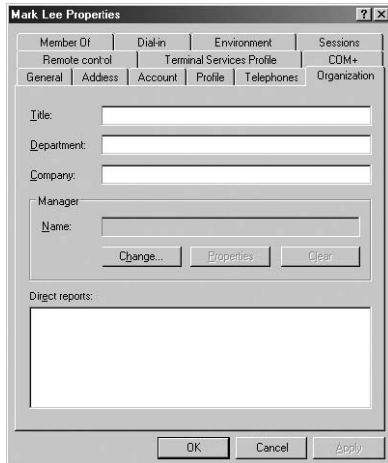 Mark Lee Properties
Member Of Dial-in Environment Sessions
Remote control Terminal Services Profile COM+
General Address Account Profile Telephones Organization
Title:
Department:
Company:
Manager
Name:
Change... Properties Clear
Direct reports:
OK Cancel Apply